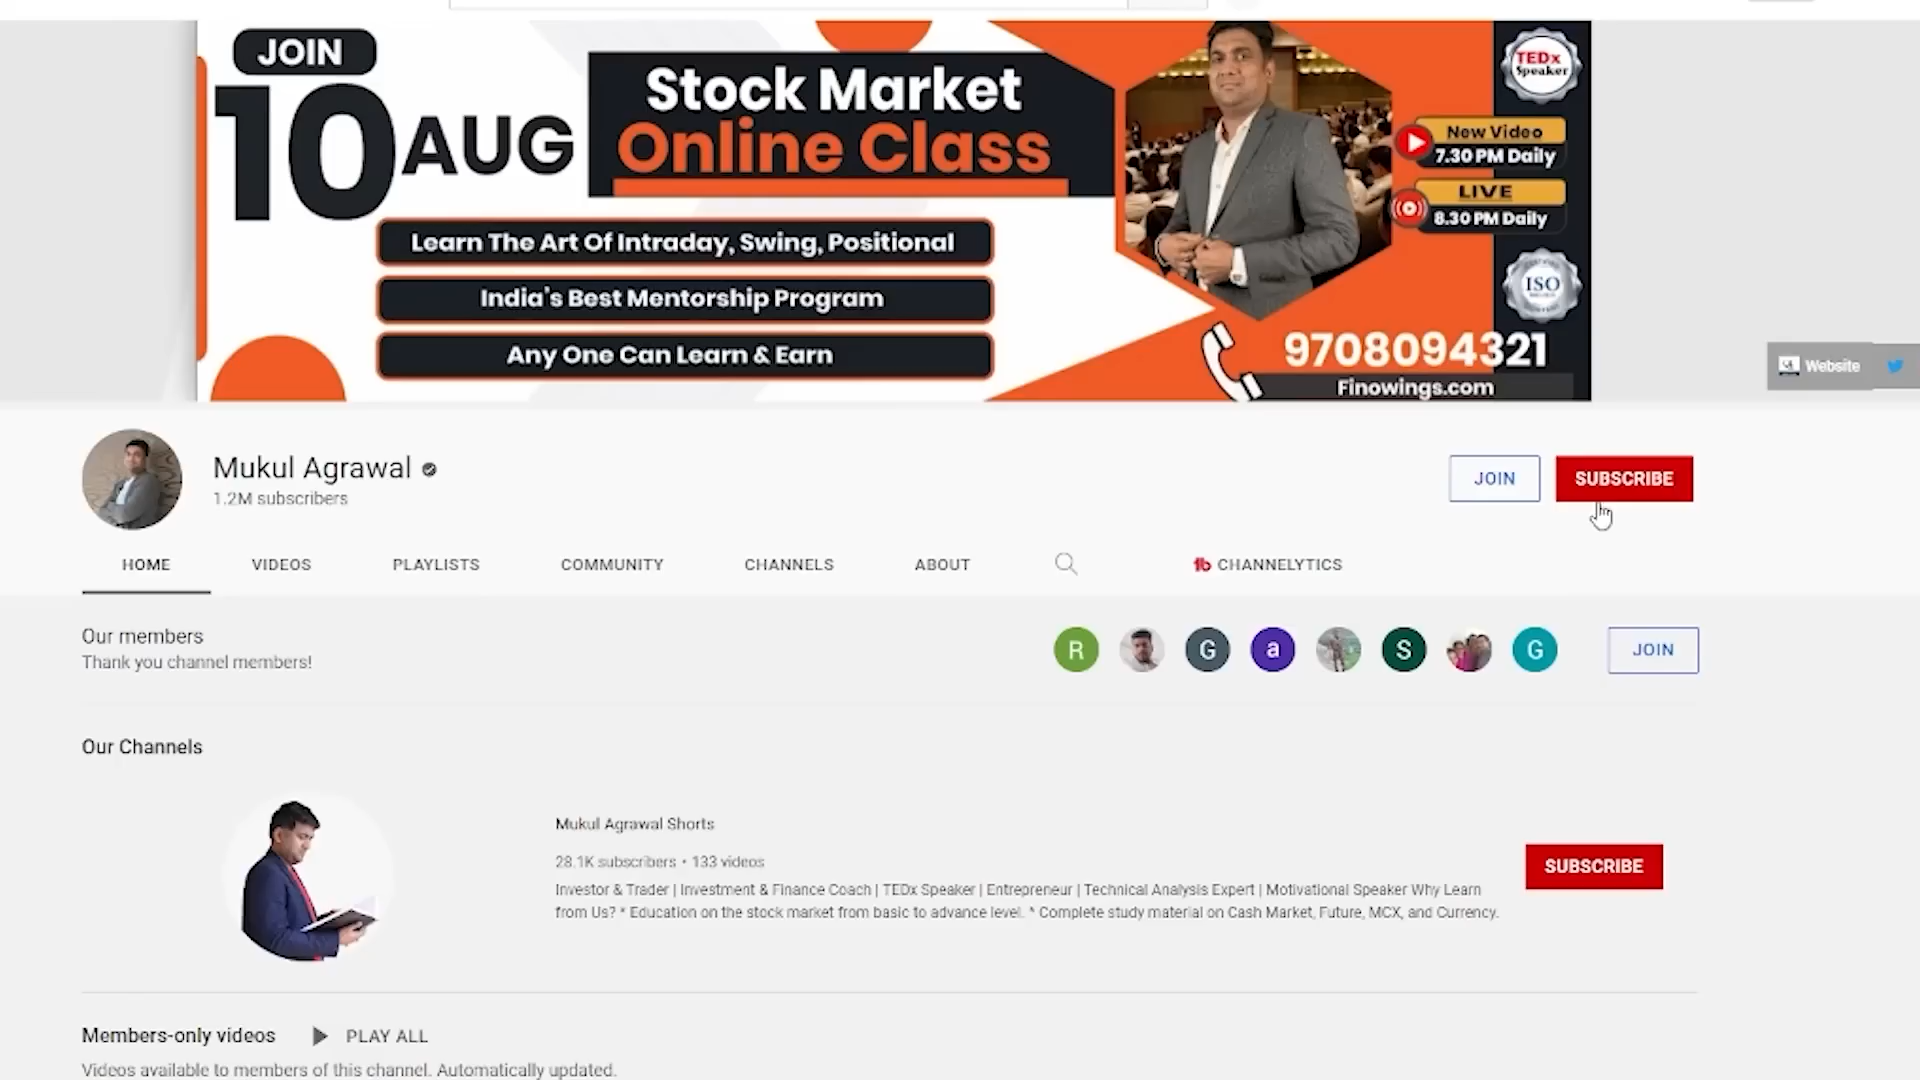 JOIN
10 AUG
Stock Market
Online Class
Learn The Art Of Intraday, Swing, Positional
India's Best Mentorship Program
Any One Can Learn & Earn
TEDx
Speaker
New Video
7.30 PM Daily
LIVE
8.30 PM Daily
ISO
9708094321
Finowings.com
Website
Mukul Agrawal
1.2M subscribers
JOIN
SUBSCRIBE
HOME
VIDEOS
PLAYLISTS
COMMUNITY
CHANNELS
ABOUT
CHANNELYTICS
Our members
Thank you channel members!
R
G
a
S
G
JOIN
Our Channels
Mukul Agrawal Shorts
28.1K subscribers • 133 videos
Investor & Trader | Investment & Finance Coach | TEDx Speaker | Entrepreneur | Technical Analysis Expert | Motivational Speaker Why Learn
from Us? * Education on the stock market from basic to advance level. * Complete study material on Cash Market, Future, MCX, and Currency.
SUBSCRIBE
Members-only videos
PLAY ALL
Videos available to members of this channel. Automatically updated.